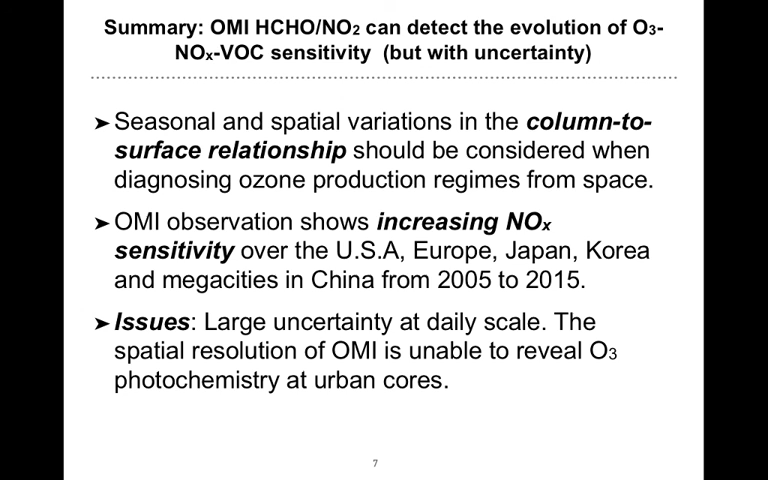 Summary: OMI HCHO/NO₂ can detect the evolution of O₃-
NOₓ-VOC sensitivity (but with uncertainty)
➤ Seasonal and spatial variations in the column-to-
surface relationship should be considered when
diagnosing ozone production regimes from space.
➤ OMI observation shows increasing NOₓ
sensitivity over the U.S.A, Europe, Japan, Korea
and megacities in China from 2005 to 2015.
➤ Issues: Large uncertainty at daily scale. The
spatial resolution of OMI is unable to reveal O₃
photochemistry at urban cores.
7